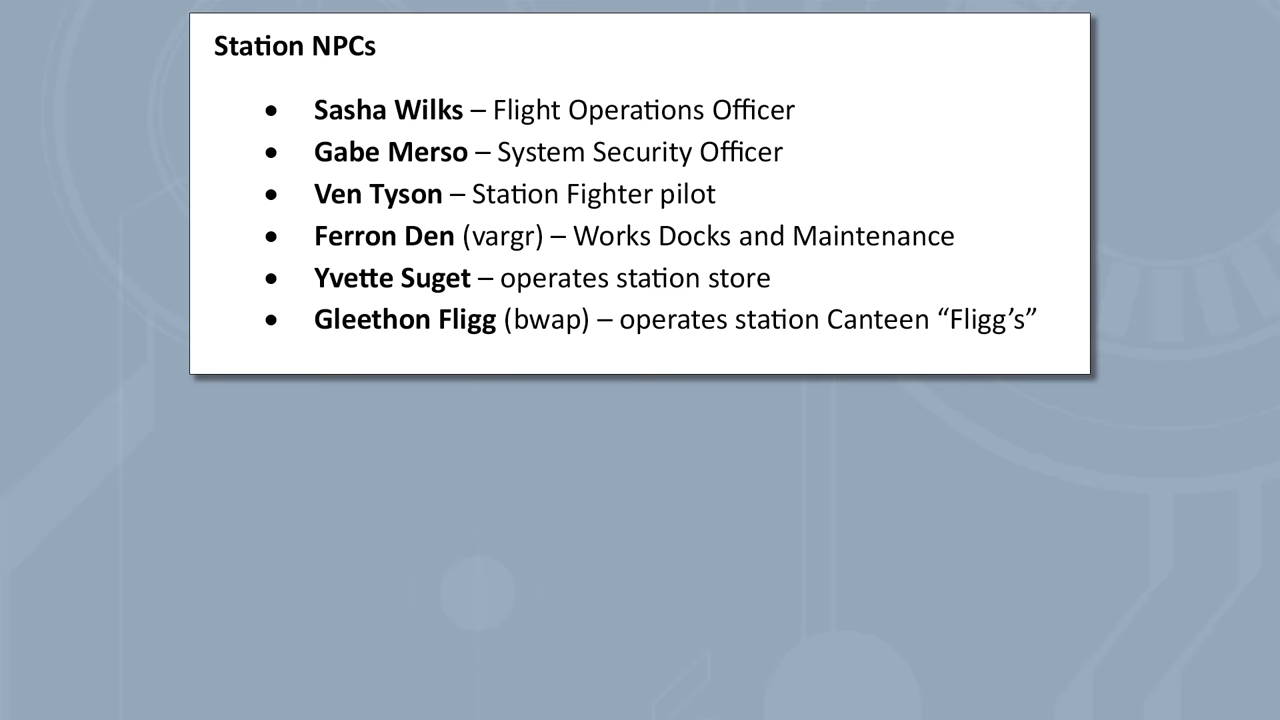 Station NPCs
• Sasha Wilks – Flight Operations Officer
• Gabe Merso – System Security Officer
• Ven Tyson – Station Fighter pilot
• Ferron Den (vargr) – Works Docks and Maintenance
• Yvette Suget – operates station store
• Gleethon Fligg (bwap) – operates station Canteen “Fligg’s”